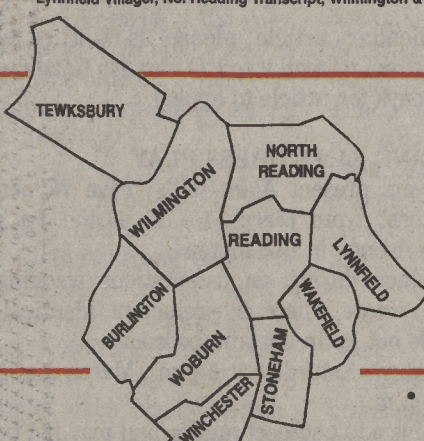 Lynnfield Villager, No. Reading Transcript, Wilmington &
TEWKSBURY
NORTH
READING
WILMINGTON
READING
LYNNFIELD
BURLINGTON
WAKEFIELD
WOBURN
STONEHAM
WINCHESTER